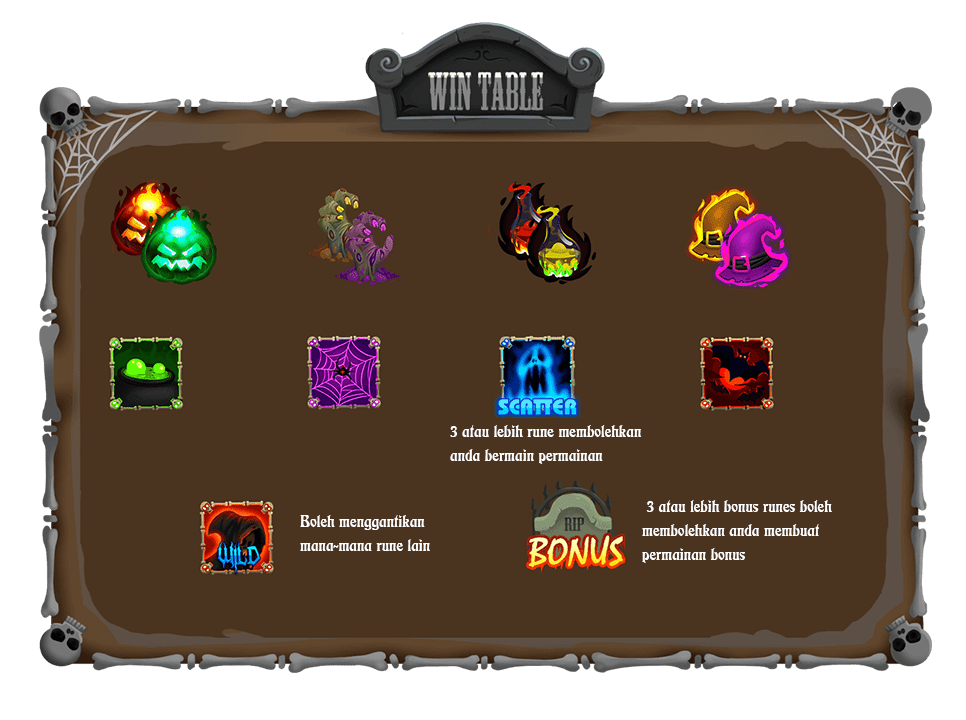 WIN TABLE
SCATTER
3 atau lebih rune membolehkan
anda bermain permainan
WILD
Boleh menggantikan
mana-mana rune lain
RIP
BONUS
3 atau lebih bonus runes boleh
membolehkan anda membuat
permainan bonus